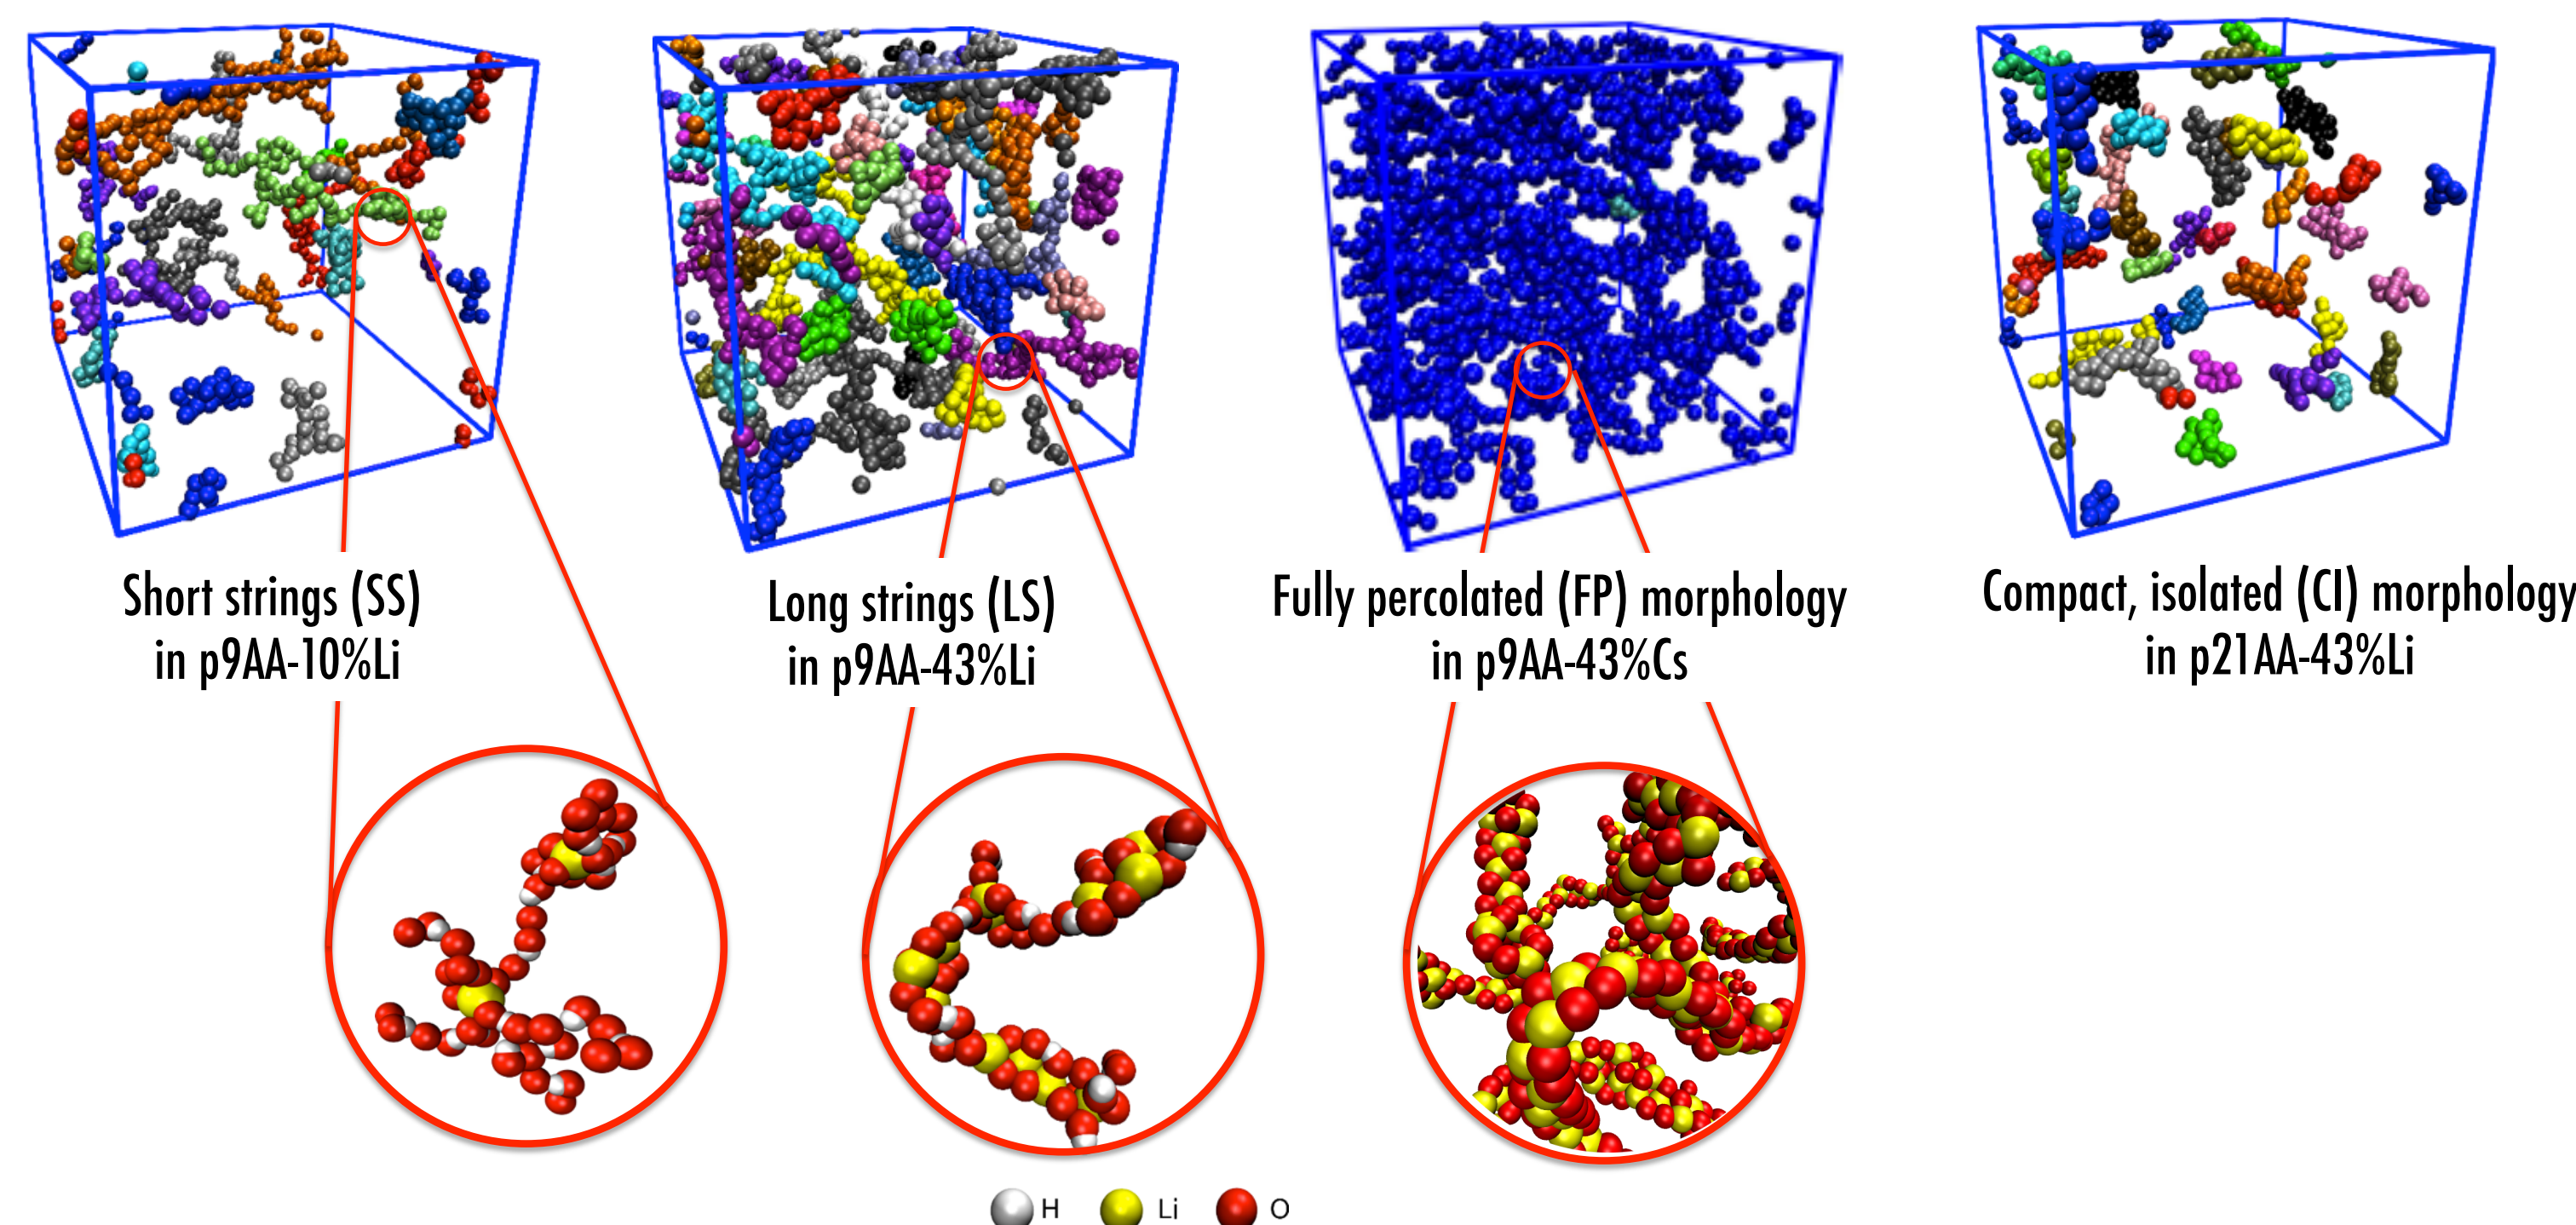 Short strings (SS)
in p9AA-10%Li
Long strings (LS)
in p9AA-43%Li
Fully percolated (FP) morphology
in p9AA-43%Cs
Compact, isolated (CI) morphology
in p21AA-43%Li
H Li O